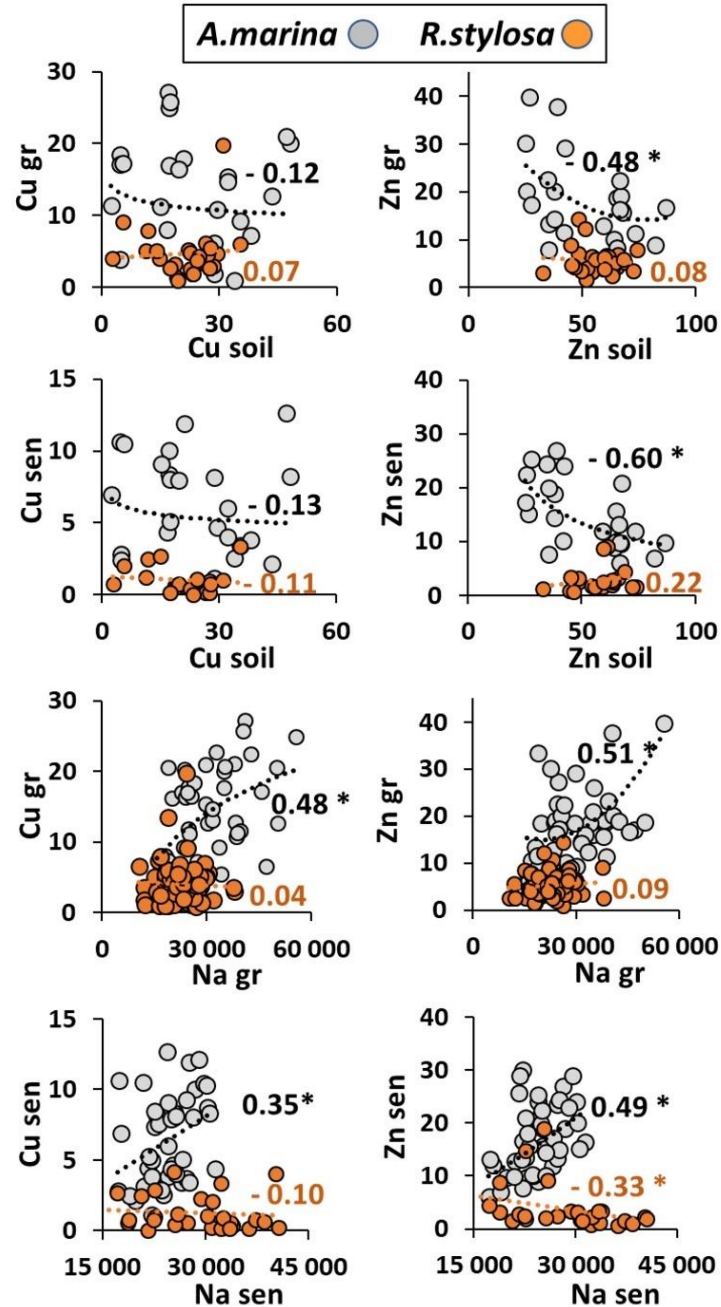 A.marina R.stylosa
30
20
10
0
Cu gr
- 0.12
0.07
0 30 60
Cu soil
40
30
20
10
0
Zn gr
- 0.48 *
0.08
0 50 100
Zn soil
15
10
5
0
Cu sen
- 0.13
- 0.11
0 30 60
Cu soil
40
30
20
10
0
Zn sen
- 0.60 *
0.22
0 50 100
Zn soil
30
20
10
0
Cu gr
0.48 *
0.04
0 30 000 60 000
Na gr
40
30
20
10
0
Zn gr
0.51 *
0.09
0 30 000 60 000
Na gr
15
10
5
0
Cu sen
0.35*
- 0.10
15 000 30 000 45 000
Na sen
40
30
20
10
0
Zn sen
0.49 *
- 0.33 *
15 000 30 000 45 000
Na sen